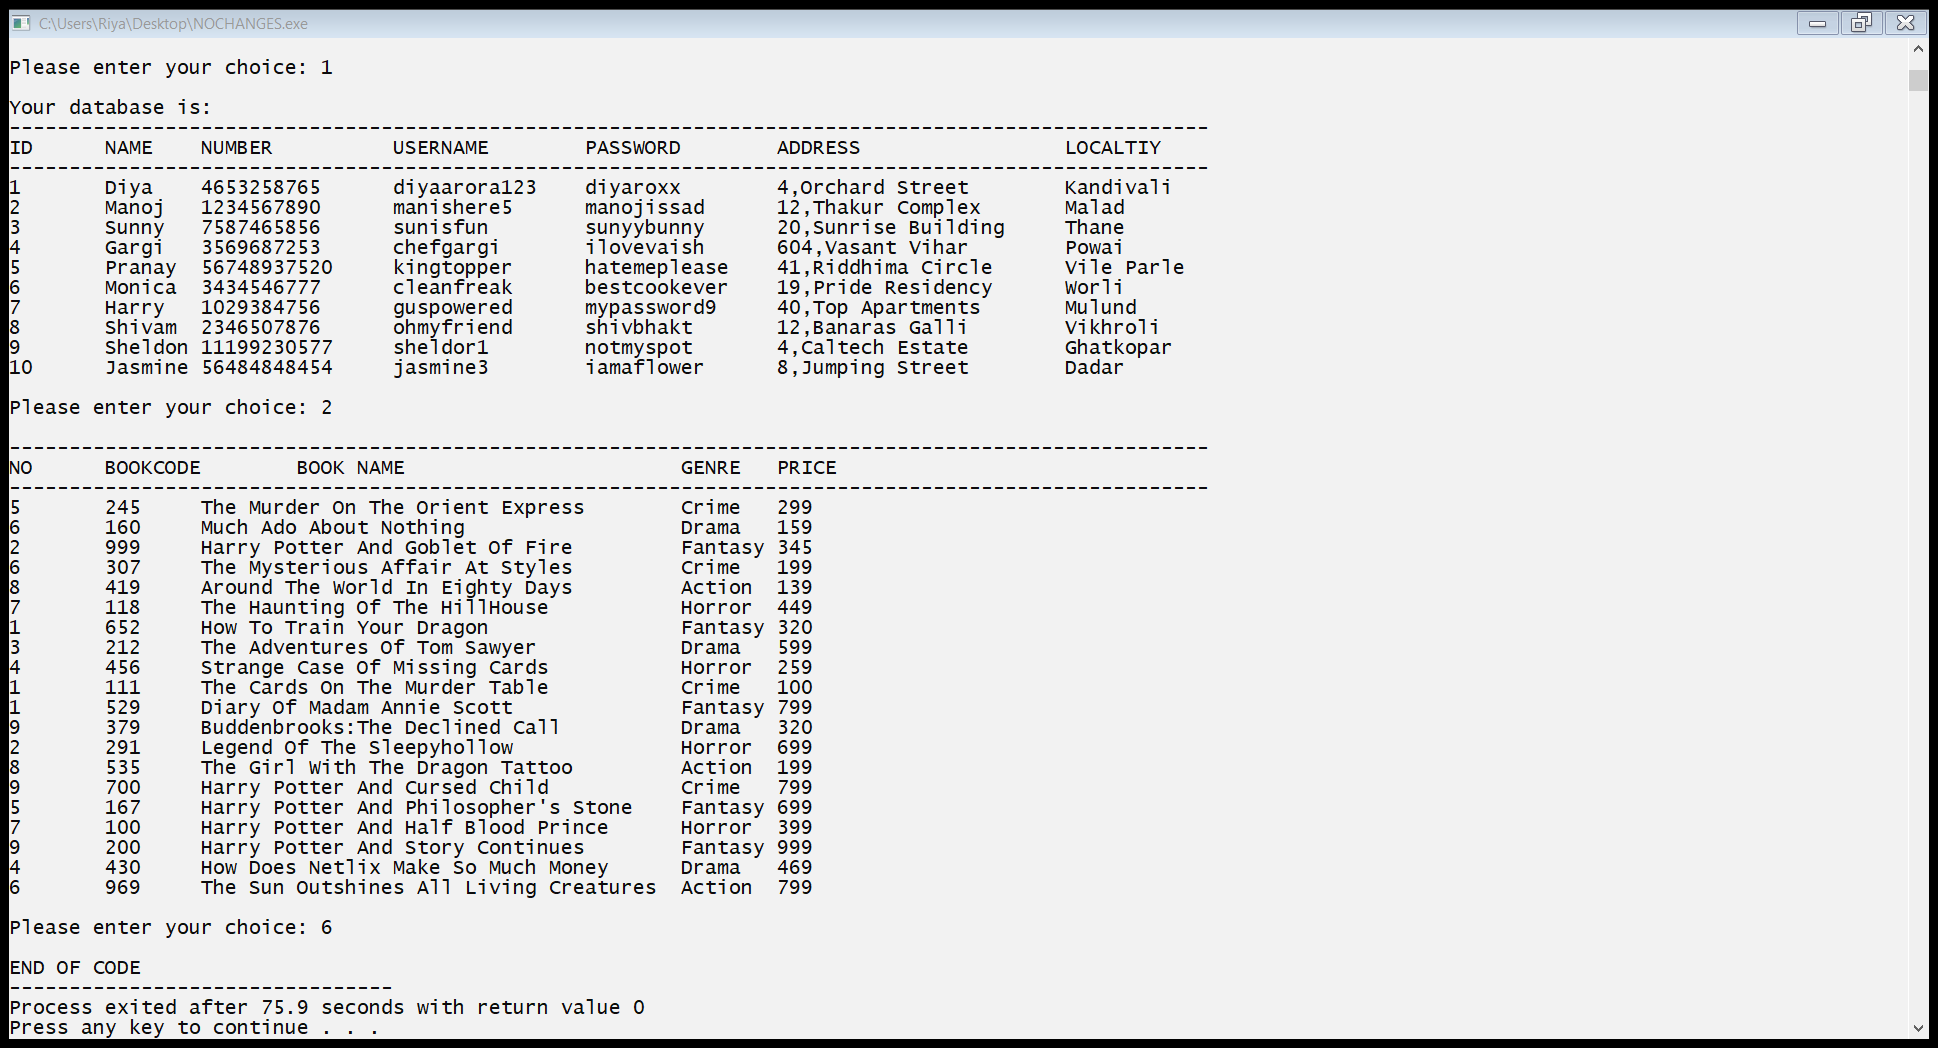 C:\Users\Riya\Desktop\NOCHANGES.exe
Please enter your choice: 1
Your database is:
----------------------------------------------------------------------------------------------------
ID NAME NUMBER USERNAME PASSWORD ADDRESS LOCALTIY
----------------------------------------------------------------------------------------------------
1 Diya 4653258765 diyaarora123 diyaroxx 4,Orchard Street Kandivali
2 Manoj 1234567890 manishere5 manojissad 12,Thakur Complex Malad
3 Sunny 7587465856 sunisfun sunyybunny 20,Sunrise Building Thane
4 Gargi 3569687253 chefgargi ilovevaish 604,Vasant Vihar Powai
5 Pranay 56748937520 kingtopper hatemeplease 41,Riddhima Circle Vile Parle
6 Monica 3434546777 cleanfreak bestcookever 19,Pride Residency Worli
7 Harry 1029384756 guspowered mypassword9 40,Top Apartments Mulund
8 Shivam 2346507876 ohmyfriend shivbhakt 12,Banaras Galli Vikhroli
9 Sheldon 11199230577 sheldor1 notmyspot 4,Caltech Estate Ghatkopar
10 Jasmine 56484848454 jasmine3 iamaflower 8,Jumping Street Dadar
Please enter your choice: 2
----------------------------------------------------------------------------------------------------
NO BOOKCODE BOOK NAME GENRE PRICE
----------------------------------------------------------------------------------------------------
5 245 The Murder On The Orient Express Crime 299
6 160 Much Ado About Nothing Drama 159
2 999 Harry Potter And Goblet Of Fire Fantasy 345
6 307 The Mysterious Affair At Styles Crime 199
8 419 Around The World In Eighty Days Action 139
7 118 The Haunting Of The HillHouse Horror 449
1 652 How To Train Your Dragon Fantasy 320
3 212 The Adventures Of Tom Sawyer Drama 599
4 456 Strange Case Of Missing Cards Horror 259
1 111 The Cards On The Murder Table Crime 100
1 529 Diary Of Madam Annie Scott Fantasy 799
9 379 Buddenbrooks:The Declined Call Drama 320
2 291 Legend Of The Sleepyhollow Horror 699
8 535 The Girl With The Dragon Tattoo Action 199
9 700 Harry Potter And Cursed Child Crime 799
5 167 Harry Potter And Philosopher's Stone Fantasy 699
7 100 Harry Potter And Half Blood Prince Horror 399
9 200 Harry Potter And Story Continues Fantasy 999
4 430 How Does Netlix Make So Much Money Drama 469
6 969 The Sun Outshines All Living Creatures Action 799
Please enter your choice: 6
END OF CODE
--------------------------------
Process exited after 75.9 seconds with return value 0
Press any key to continue . . .